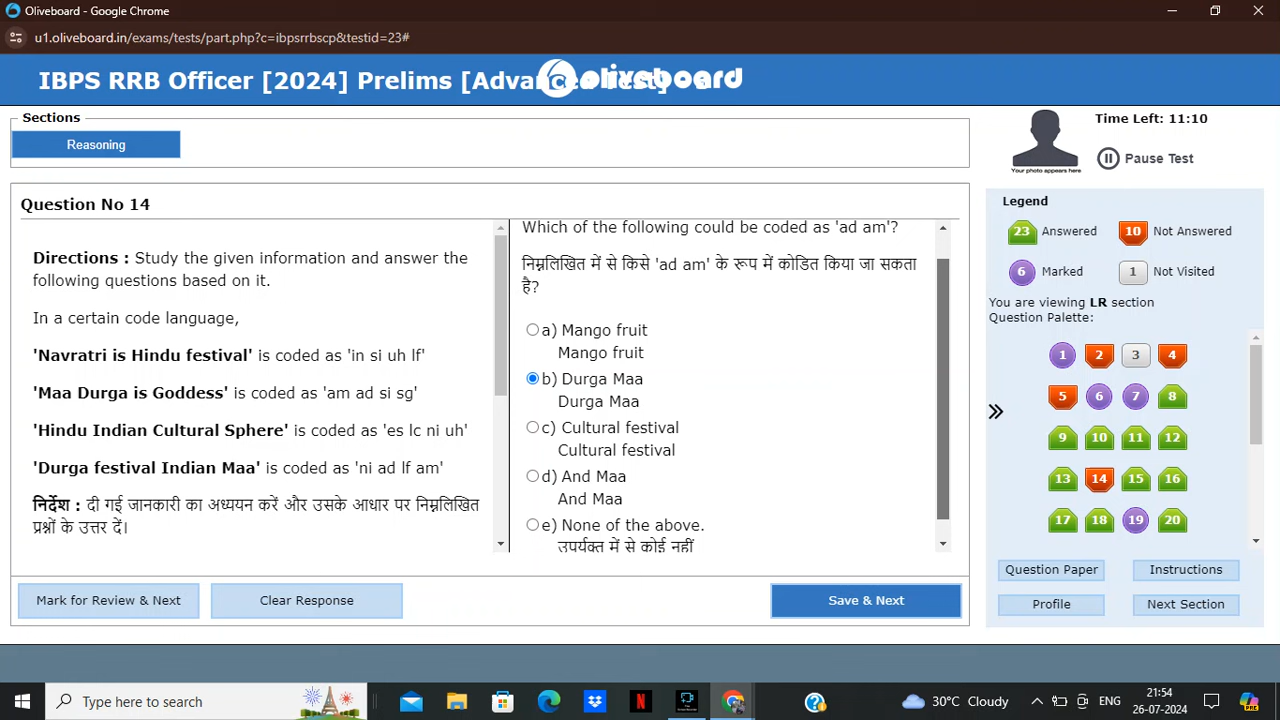 Oliveboard - Google Chrome
u1.oliveboard.in/exams/tests/part.php?c=ibpsrrbscp&testid=23#
IBPS RRB Officer [2024] Prelims [Advanced Test]
oliveboard
Sections
Reasoning
Your photo appears here
Time Left: 11:10
Pause Test
Question No 14
Directions : Study the given information and answer the
following questions based on it.
In a certain code language,
'Navratri is Hindu festival' is coded as 'in si uh lf'
'Maa Durga is Goddess' is coded as 'am ad si sg'
'Hindu Indian Cultural Sphere' is coded as 'es lc ni uh'
'Durga festival Indian Maa' is coded as 'ni ad lf am'
निर्देश : दी गई जानकारी का अध्ययन करें और उसके आधार पर निम्नलिखित
प्रश्नों के उत्तर दें।
Which of the following could be coded as 'ad am'?
निम्नलिखित में से किसे 'ad am' के रूप में कोडित किया जा सकता
है?
a) Mango fruit
Mango fruit
b) Durga Maa
Durga Maa
c) Cultural festival
Cultural festival
d) And Maa
And Maa
e) None of the above.
उपर्युक्त में से कोई नहीं
Mark for Review & Next
Clear Response
Save & Next
Legend
23 Answered
10 Not Answered
6 Marked
1 Not Visited
You are viewing LR section
Question Palette:
1 2 3 4
5 6 7 8
9 10 11 12
13 14 15 16
17 18 19 20
Question Paper
Instructions
Profile
Next Section
Type here to search
30°C Cloudy
ENG
21:54
26-07-2024